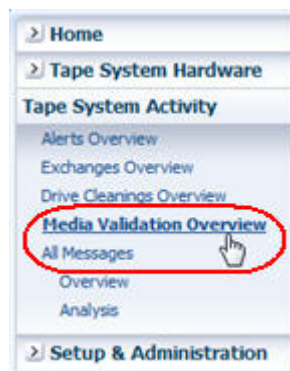 Home
Tape System Hardware
Tape System Activity
Alerts Overview
Exchanges Overview
Drive Cleanings Overview
Media Validation Overview
All Messages
Overview
Analysis
Setup & Administration